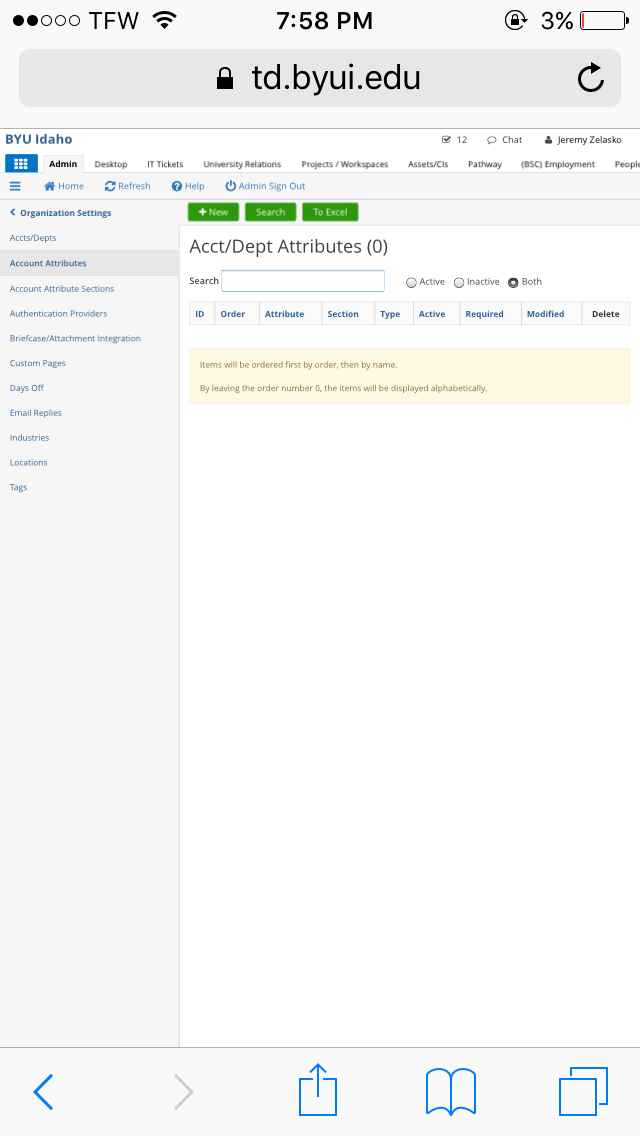 TFW 7:58 PM 3%
td.byui.edu
BYU Idaho 12 Chat Jeremy Zelasko
Admin Desktop IT Tickets University Relations Projects / Workspaces Assets/CIs Pathway (BSC) Employment People
Home Refresh Help Admin Sign Out
Organization Settings
Accts/Depts
Account Attributes
Account Attribute Sections
Authentication Providers
Briefcase/Attachment Integration
Custom Pages
Days Off
Email Replies
Industries
Locations
Tags
+ New Search To Excel
Acct/Dept Attributes (0)
Search Active Inactive Both
ID Order Attribute Section Type Active Required Modified Delete
Items will be ordered first by order, then by name.
By leaving the order number 0, the items will be displayed alphabetically.